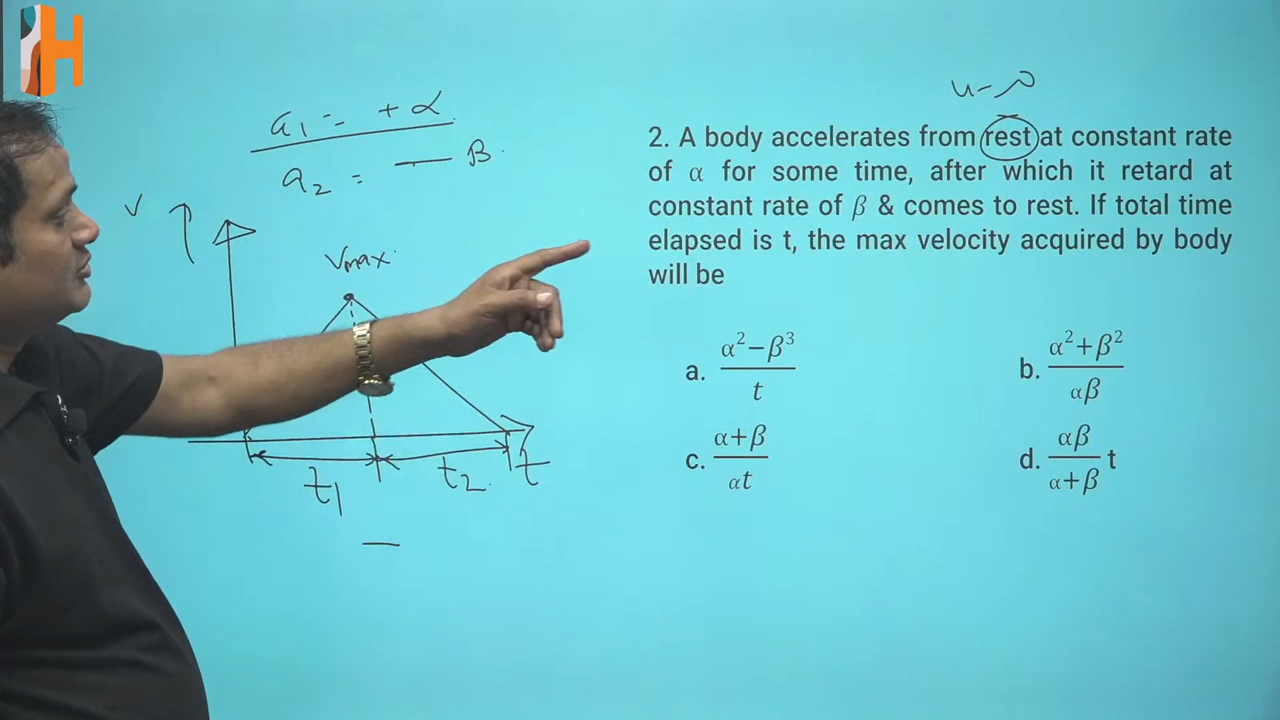 H
u-
a₁ = + α
a₂ = — β
v
Vmax
t₁
t₂
t
2. A body accelerates from rest at constant rate
of α for some time, after which it retard at
constant rate of β & comes to rest. If total time
elapsed is t, the max velocity acquired by body
will be
a. α²−β³/t
b. α²+β²/αβ
c. α+β/αt
d. αβ/α+β t